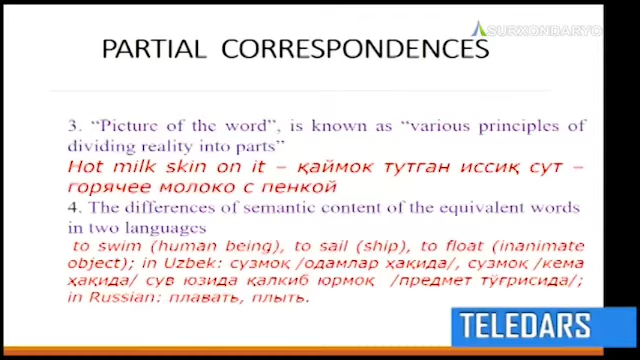 SURXONDARYO
PARTIAL CORRESPONDENCES
3. “Picture of the word”, is known as “various principles of
dividing reality into parts”
Hot milk skin on it – қаймок тутган иссиқ сут –
горячее молоко с пенкой
4. The differences of semantic content of the equivalent words
in two languages
to swim (human being), to sail (ship), to float (inanimate
object); in Uzbek: сузмоқ /одамлар ҳақида/, сузмоқ /кема
ҳақида/ сув юзида қалкиб юрмоқ /предмет тўғрисида/;
in Russian: плавать, плыть.
TELEDARS